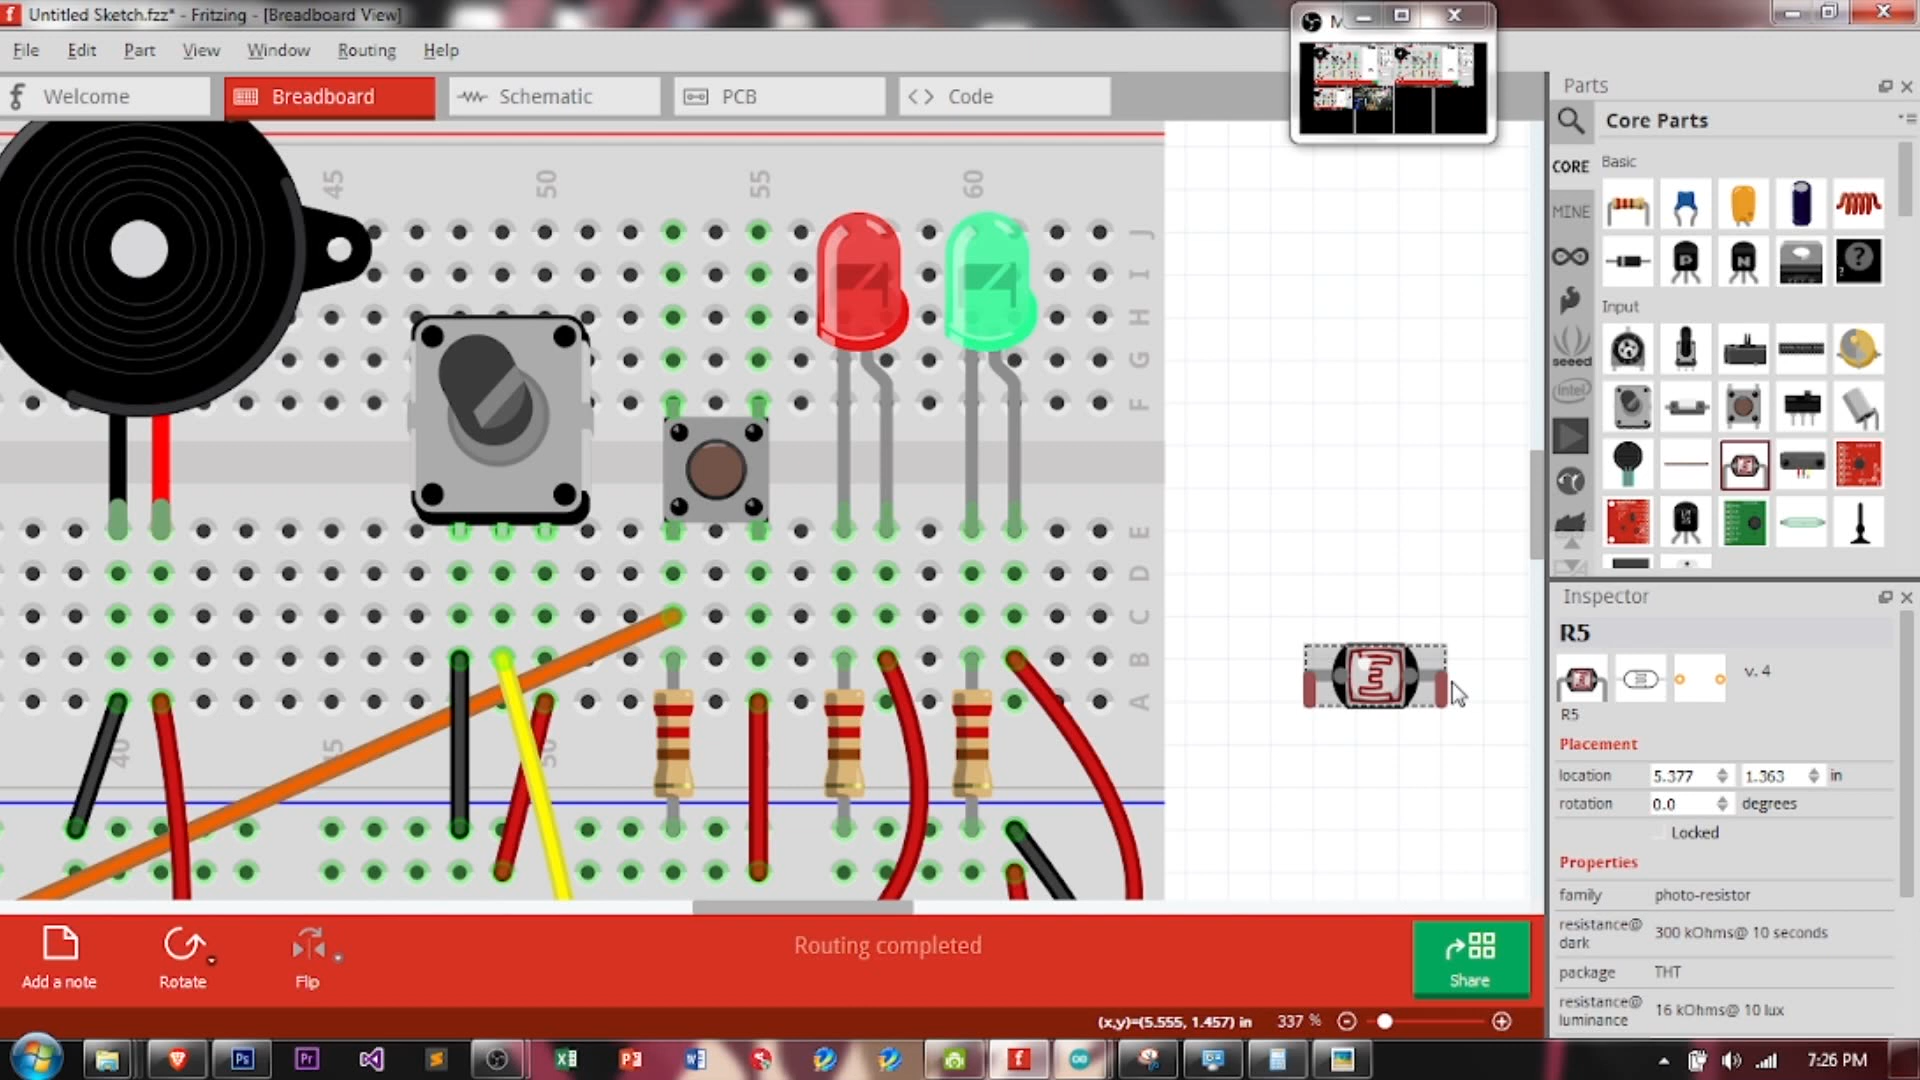 Untitled Sketch.fzz* - Fritzing - [Breadboard View]
M
File Edit Part View Window Routing Help
Welcome
Breadboard
Schematic
PCB
Code
Parts
Core Parts
CORE
Basic
MINE
Input
seeed
intel
45 50 55 60
J
I
H
G
F
E
D
C
B
A
40 50
Inspector
R5
v. 4
R5
Placement
location 5.377 1.363 in
rotation 0.0 degrees
Locked
Properties
family photo-resistor
resistance@ dark 300 kOhms@ 10 seconds
package THT
resistance@ luminance 16 kOhms@ 10 lux
Add a note
Rotate
Flip
Routing completed
Share
(x,y)=(5.555, 1.457) in 337 %
7:26 PM